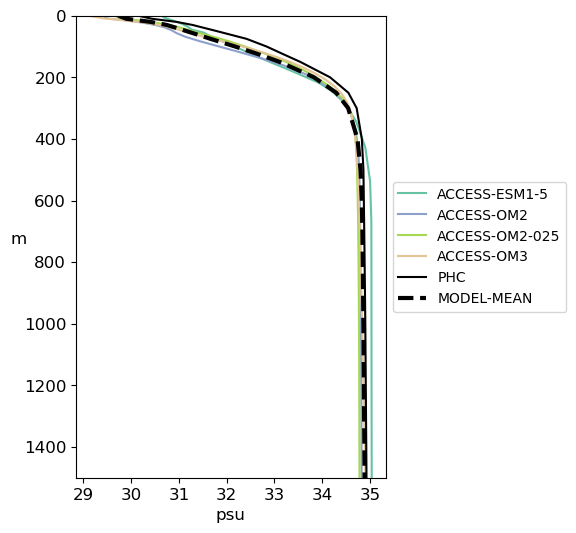 0
200
400
600
m
800
1000
1200
1400
29 30 31 32 33 34 35
psu
ACCESS-ESM1-5
ACCESS-OM2
ACCESS-OM2-025
ACCESS-OM3
PHC
MODEL-MEAN